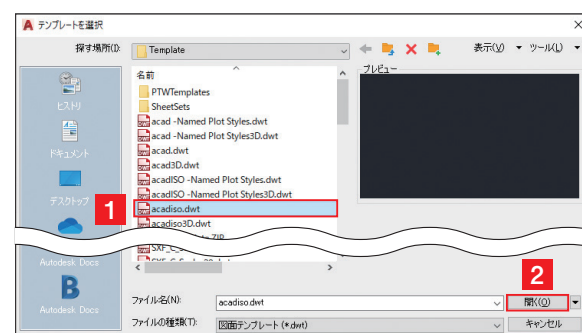 テンプレートを選択
探す場所(I): Template 表示(V) ツール(L)
ヒストリ
ドキュメント
デスクトップ
Autodesk Docs
Autodesk Docs
名前
PTWTemplates
SheetSets
acad -Named Plot Styles.dwt
acad -Named Plot Styles3D.dwt
acad.dwt
acad3D.dwt
acadISO -Named Plot Styles.dwt
acadISO -Named Plot Styles3D.dwt
1 acadiso.dwt
acadiso3D.dwt
プレビュー
2
ファイル名(N): acadiso.dwt 開く(O)
ファイルの種類(T): 図面テンプレート (*.dwt) キャンセル